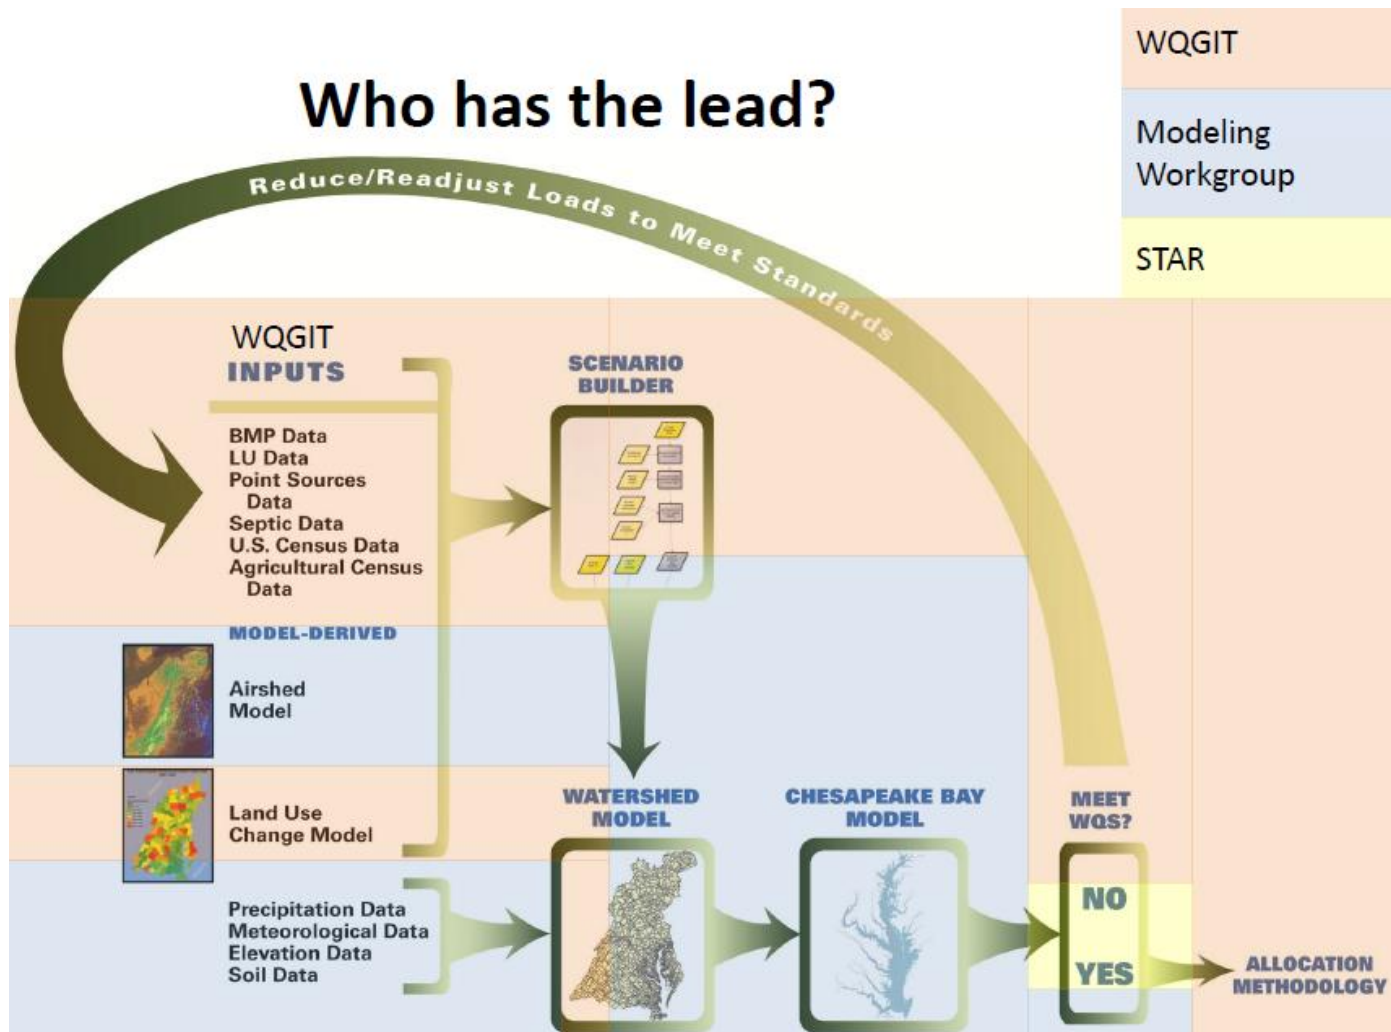 WQGIT
Who has the lead?
Modeling
Workgroup
STAR
Reduce/Readjust Loads to Meet Standards
WQGIT
INPUTS
BMP Data
LU Data
Point Sources
Data
Septic Data
U.S. Census Data
Agricultural Census
Data
SCENARIO
BUILDER
MODEL-DERIVED
Airshed
Model
Land Use
Change Model
Precipitation Data
Meteorological Data
Elevation Data
Soil Data
WATERSHED
MODEL
CHESAPEAKE BAY
MODEL
MEET
WQS?
NO
YES
ALLOCATION
METHODOLOGY